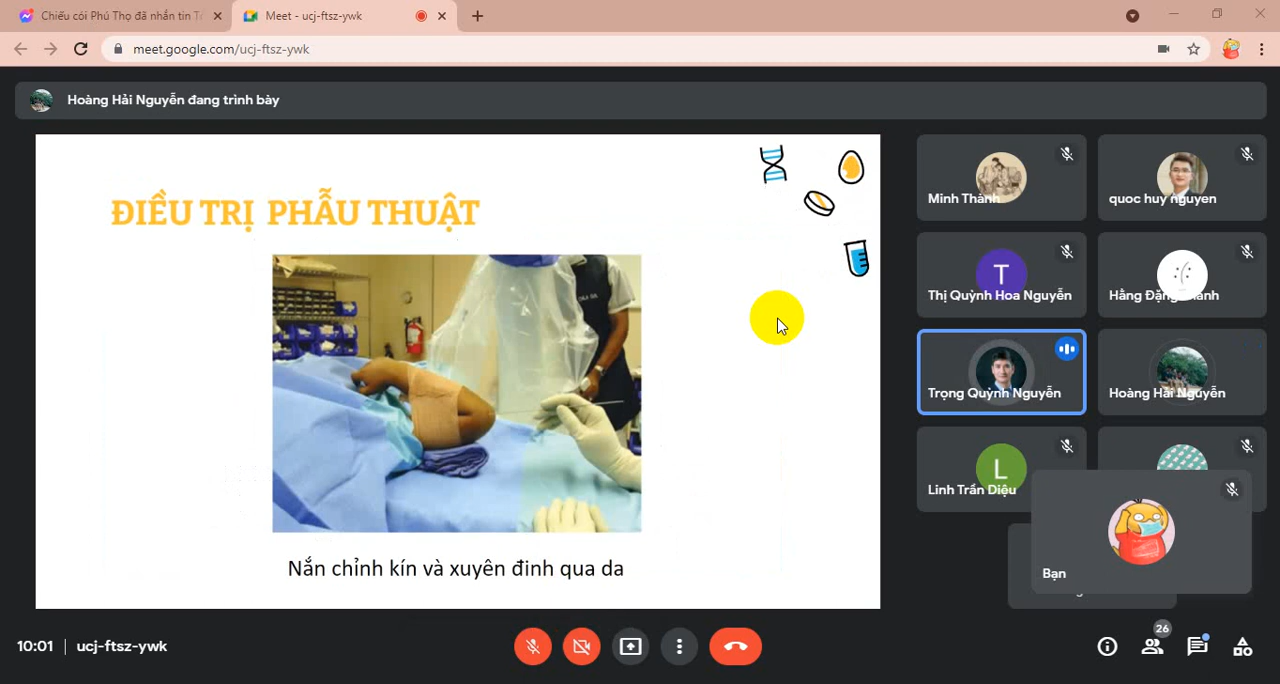 Chiếu cói Phú Thọ đã nhắn tin
Meet - ucj-ftsz-ywk
meet.google.com/ucj-ftsz-ywk
Hoàng Hải Nguyễn đang trình bày
ĐIỀU TRỊ PHẪU THUẬT
Nắn chỉnh kín và xuyên đinh qua da
Minh Thành
quoc huy nguyen
Thị Quỳnh Hoa Nguyễn
T
Hằng Đặng
Trọng Quỳnh Nguyễn
Hoàng Hải Nguyễn
L
Linh Trần Diệu
Bạn
10:01
ucj-ftsz-ywk
26